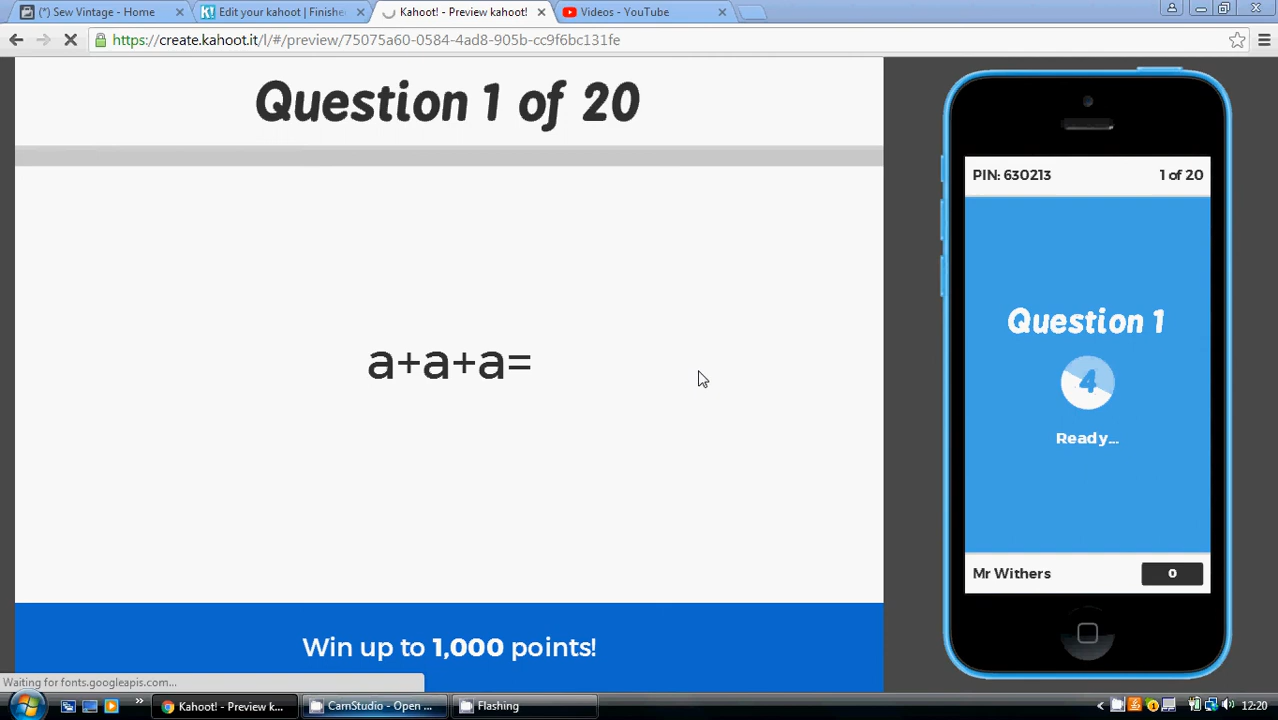 (*) Sew Vintage - Home
Edit your kahoot | Finished
Kahoot! - Preview kahoot!
Videos - YouTube
https://create.kahoot.it/l/#/preview/75075a60-0584-4ad8-905b-cc9f6bc131fe
Question 1 of 20
a+a+a=
Win up to 1,000 points!
PIN: 630213
1 of 20
Question 1
4
Ready...
Mr Withers
0
Waiting for fonts.googleapis.com...
Kahoot! - Preview k...
CamStudio - Open ...
Flashing
12:20